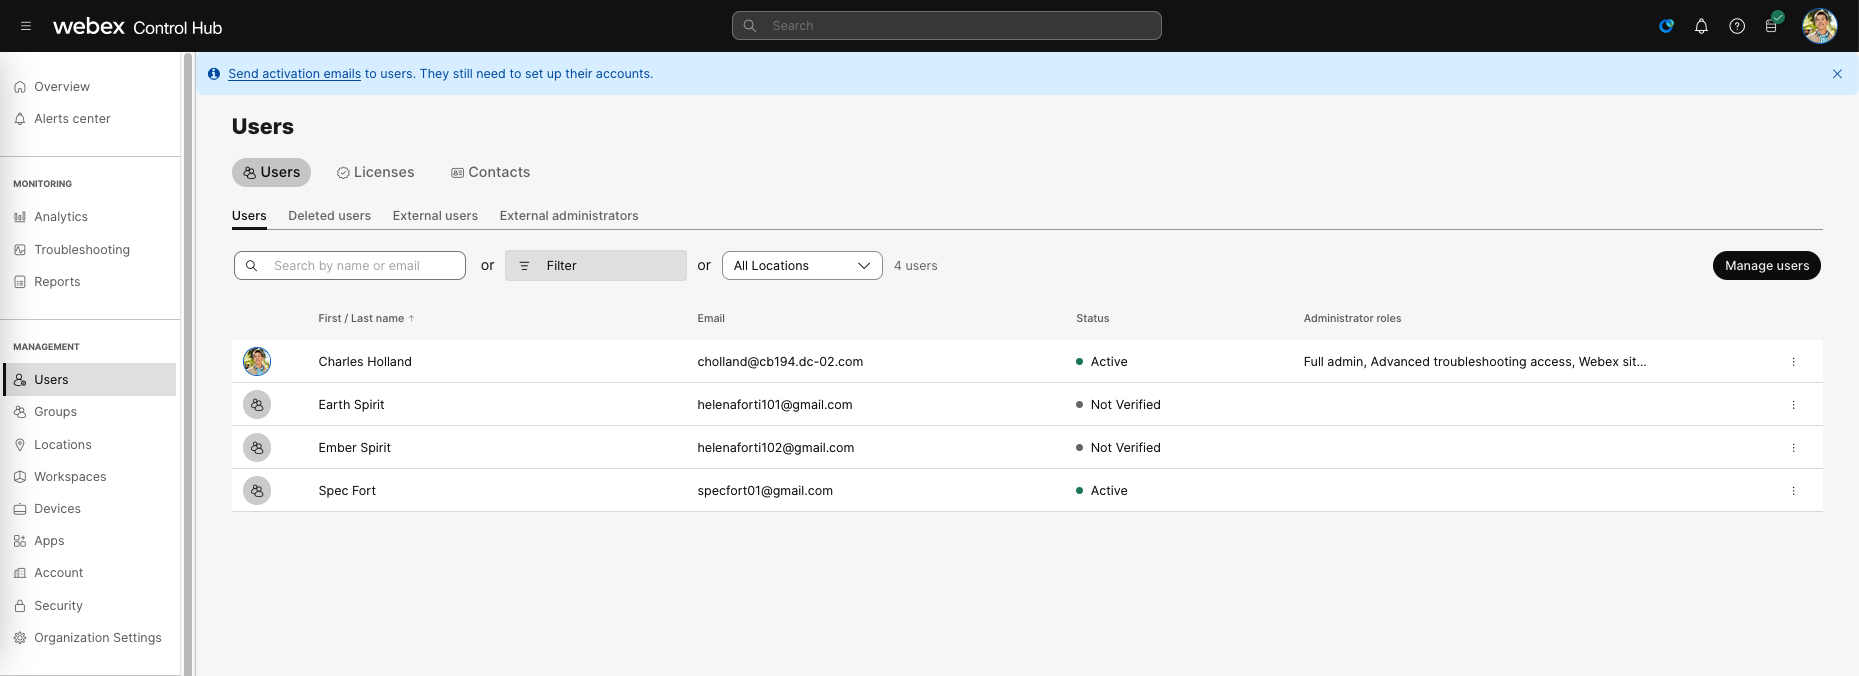 webex Control Hub
Search
Send activation emails to users. They still need to set up their accounts.
Overview
Alerts center
MONITORING
Analytics
Troubleshooting
Reports
MANAGEMENT
Users
Groups
Locations
Workspaces
Devices
Apps
Account
Security
Organization Settings
Users
Users Licenses Contacts
Users Deleted users External users External administrators
Search by name or email or Filter or All Locations 4 users Manage users
First / Last name ↑ Email Status Administrator roles
Charles Holland cholland@cb194.dc-02.com Active Full admin, Advanced troubleshooting access, Webex sit...
Earth Spirit helenaforti101@gmail.com Not Verified
Ember Spirit helenaforti102@gmail.com Not Verified
Spec Fort specfort01@gmail.com Active